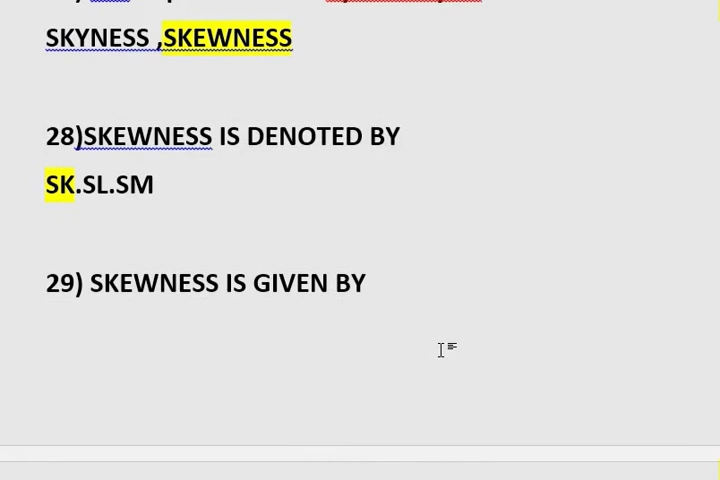 SKYNESS ,SKEWNESS
28)SKEWNESS IS DENOTED BY
SK.SL.SM
29) SKEWNESS IS GIVEN BY